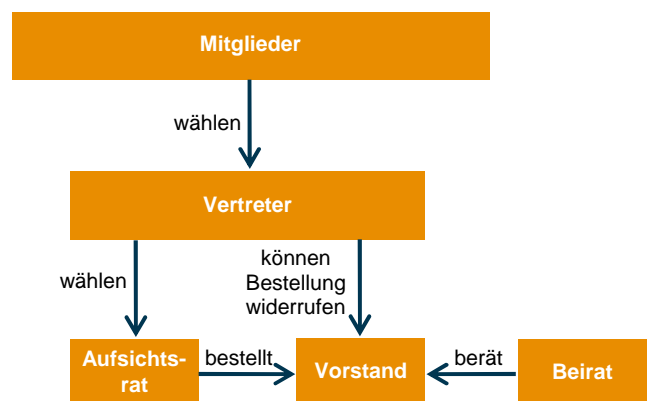 Mitglieder
wählen
Vertreter
wählen
können
Bestellung
widerrufen
Aufsichts-
rat
bestellt
Vorstand
berät
Beirat